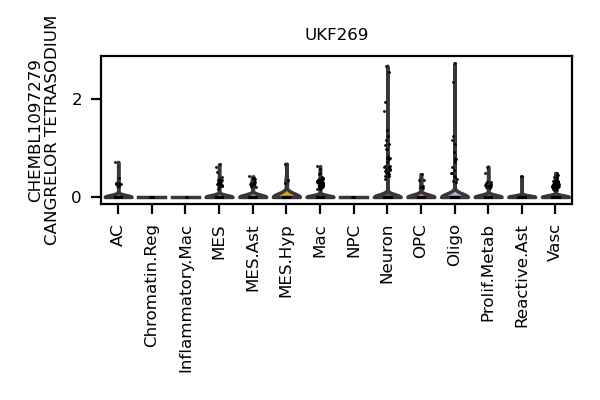 UKF269
CHEMBL1097279
CANGRELOR TETRASODIUM
2
0
AC
Chromatin.Reg
Inflammatory.Mac
MES
MES.Ast
MES.Hyp
Mac
NPC
Neuron
OPC
Oligo
Prolif.Metab
Reactive.Ast
Vasc